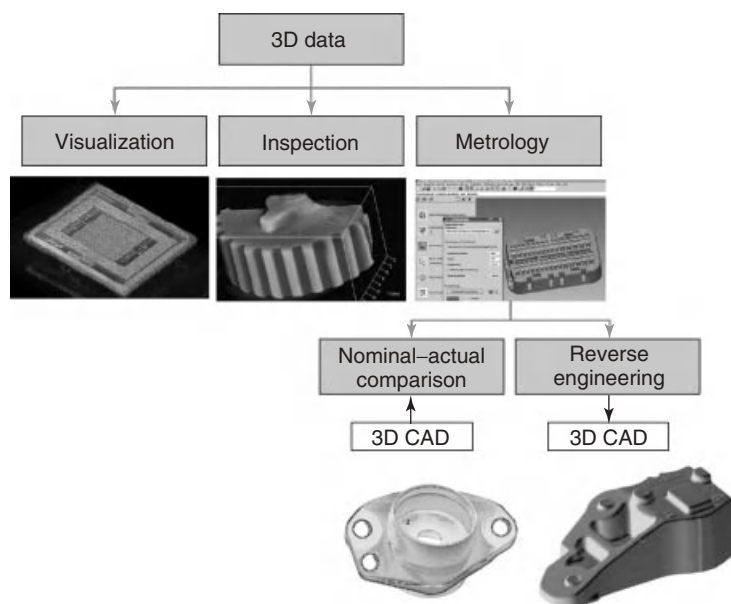 3D data
Visualization
Inspection
Metrology
Nominal–actual
comparison
Reverse
engineering
3D CAD
3D CAD